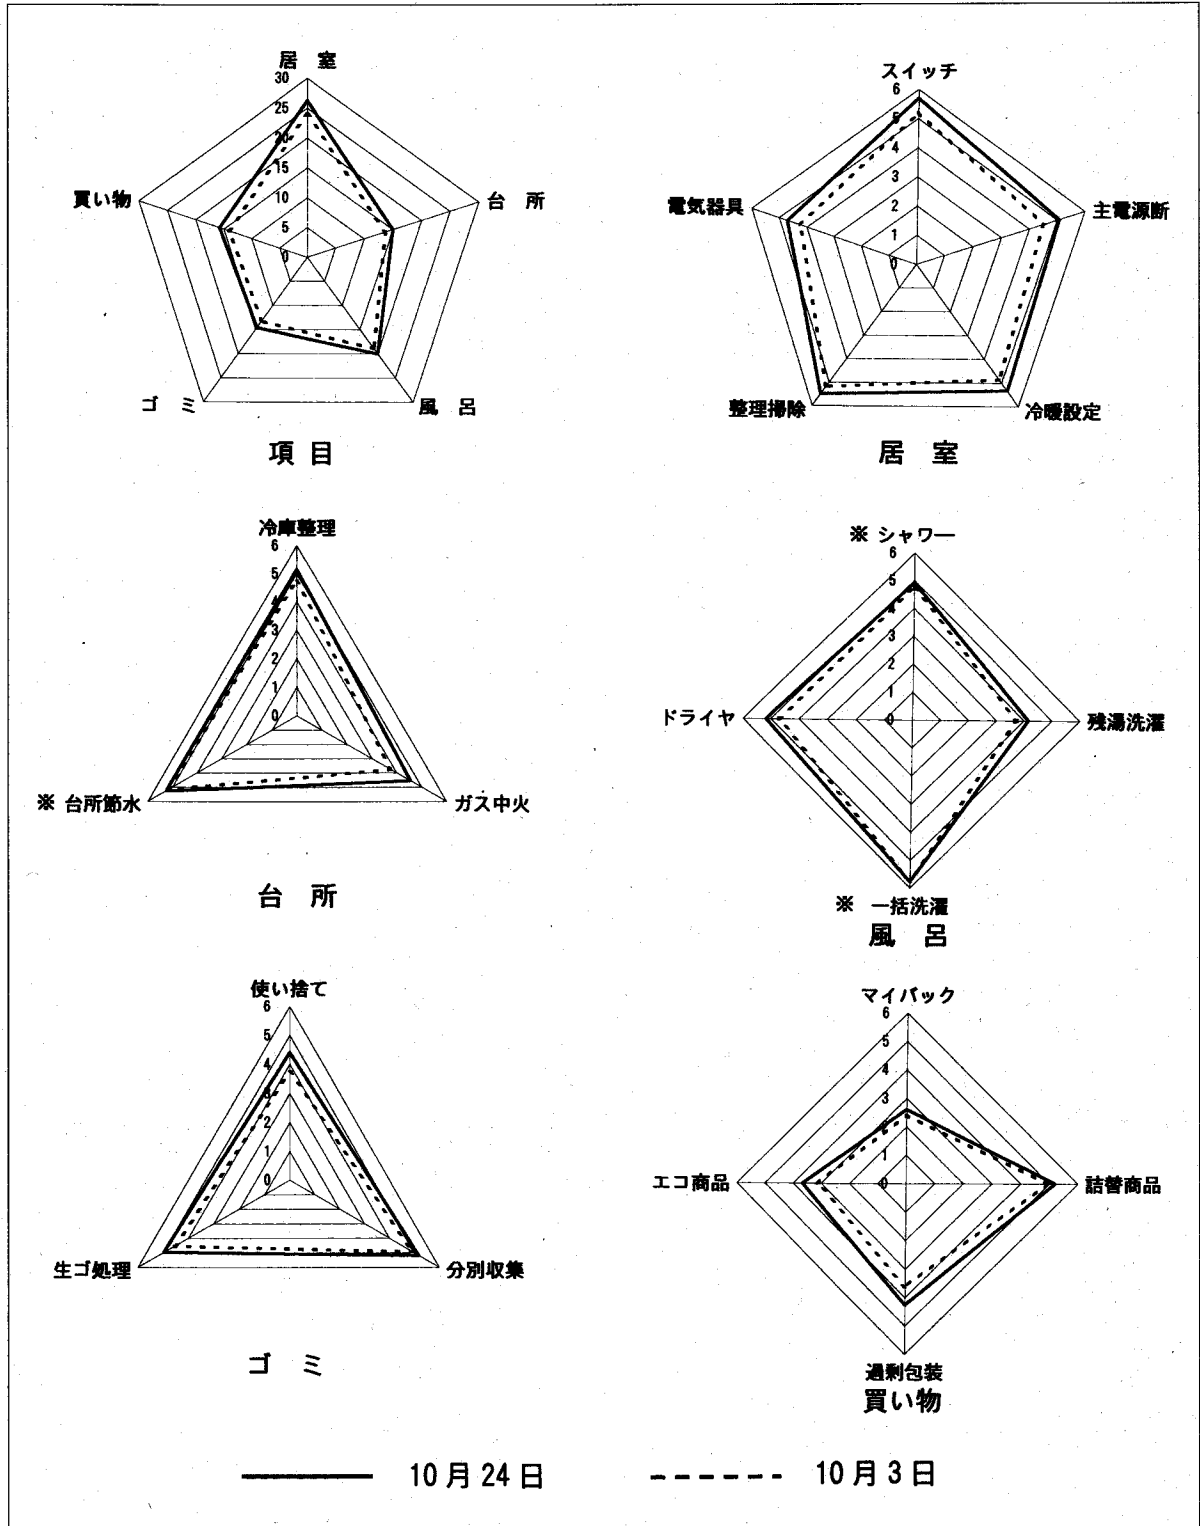 居 室
30
25
20
15
10
5
0
買い物
台 所
ゴ ミ
風 呂
項 目
スイッチ
6
5
4
3
2
1
0
電気器具
主電源断
整理掃除
冷暖設定
居 室
冷庫整理
6
5
4
3
2
1
0
※ 台所節水
ガス中火
台 所
※ シャワー
6
5
4
3
2
1
0
ドライヤ
残湯洗濯
※ 一括洗濯
風 呂
使い捨て
6
5
4
3
2
1
0
生ゴ処理
分別収集
ゴ ミ
マイバック
6
5
4
3
1
0
エコ商品
詰替商品
過剰包装
買い物
10月24日
10月3日